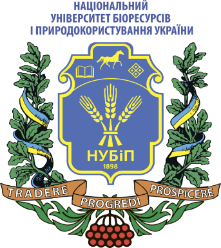 НАЦІОНАЛЬНИЙ
УНІВЕРСИТЕТ БІОРЕСУРСІВ
І ПРИРОДОКОРИСТУВАННЯ УКРАЇНИ
НУБіП
1898
TRADERE PROGREDI PROSPICERE